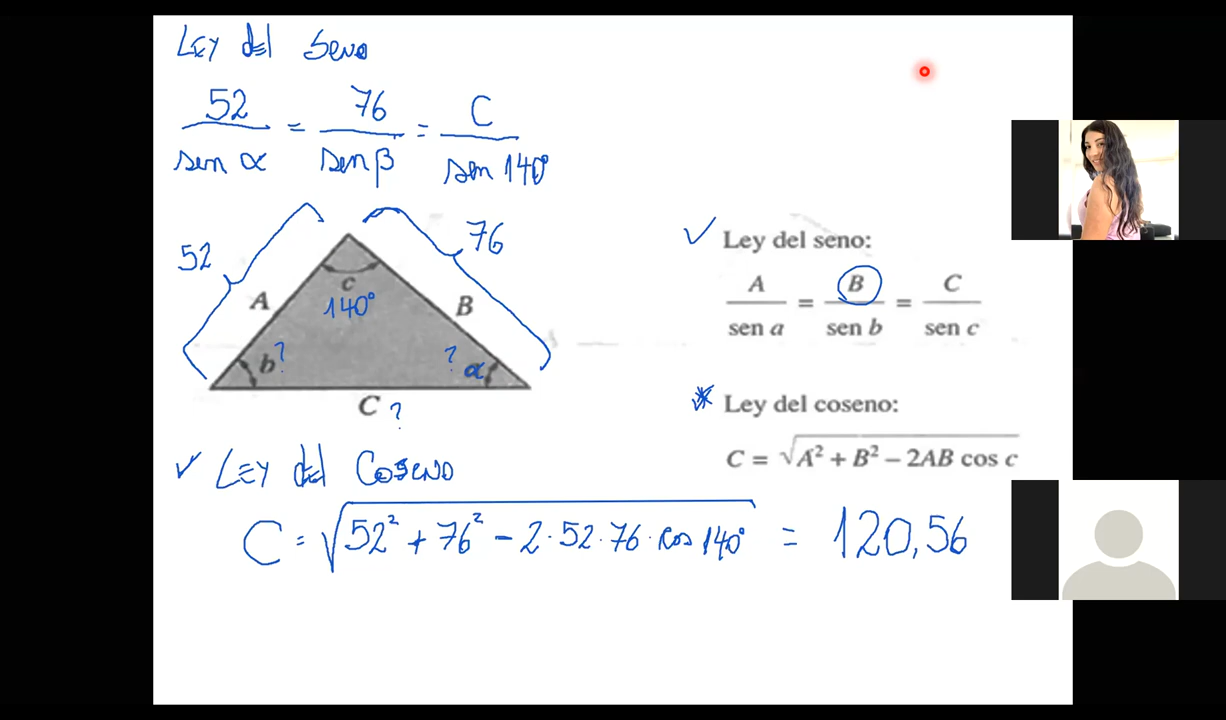 Ley del Seno
52/sen α = 76/sen β = C/sen 140°
52
76
c
140°
A
B
b ?
? α
C ?
✓ Ley del seno:
A/sen a = B/sen b = C/sen c
* Ley del coseno:
C = √A² + B² − 2AB cos c
✓ LEY del COSENO
C = √52² + 76² − 2·52·76·cos 140° = 120,56